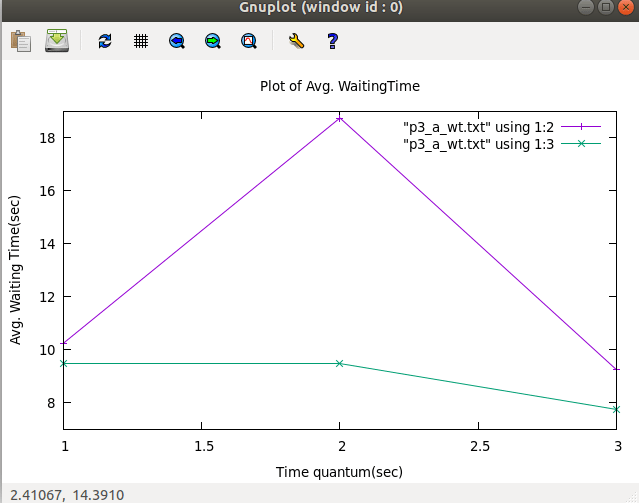 Gnuplot (window id : 0)
?
Plot of Avg. WaitingTime
"p3_a_wt.txt" using 1:2
"p3_a_wt.txt" using 1:3
18
16
14
12
10
8
Avg. Waiting Time(sec)
1 1.5 2 2.5 3
Time quantum(sec)
2.41067, 14.3910